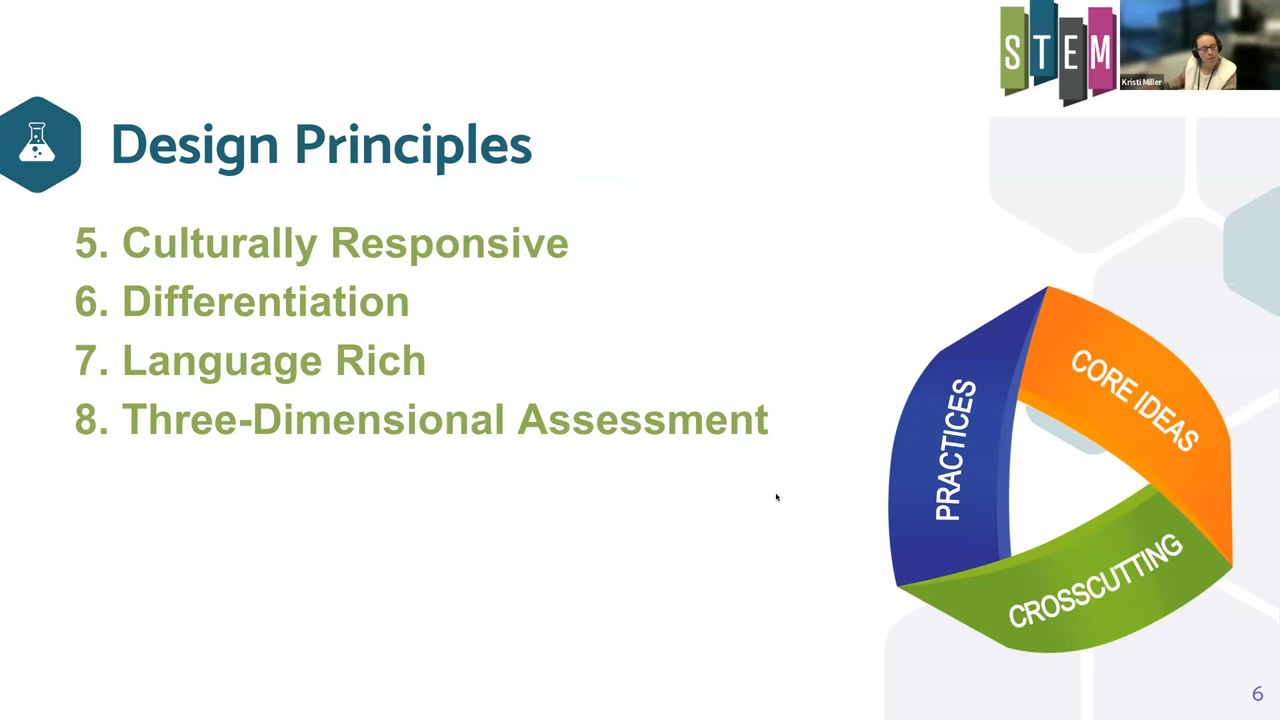 STEM
Kristi Miller
Design Principles
5. Culturally Responsive
6. Differentiation
7. Language Rich
8. Three-Dimensional Assessment
PRACTICES
CORE IDEAS
CROSSCUTTING
6